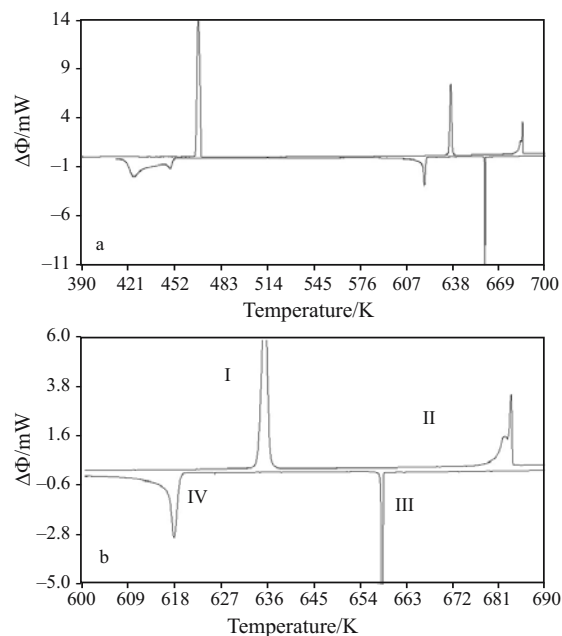 14
9
4
−1
−6
−11
ΔΦ/mW
a
390 421 452 483 514 545 576 607 638 669 700
Temperature/K
6.0
3.8
1.6
−0.6
−2.8
−5.0
ΔΦ/mW
I
II
IV
III
b
600 609 618 627 636 645 654 663 672 681 690
Temperature/K